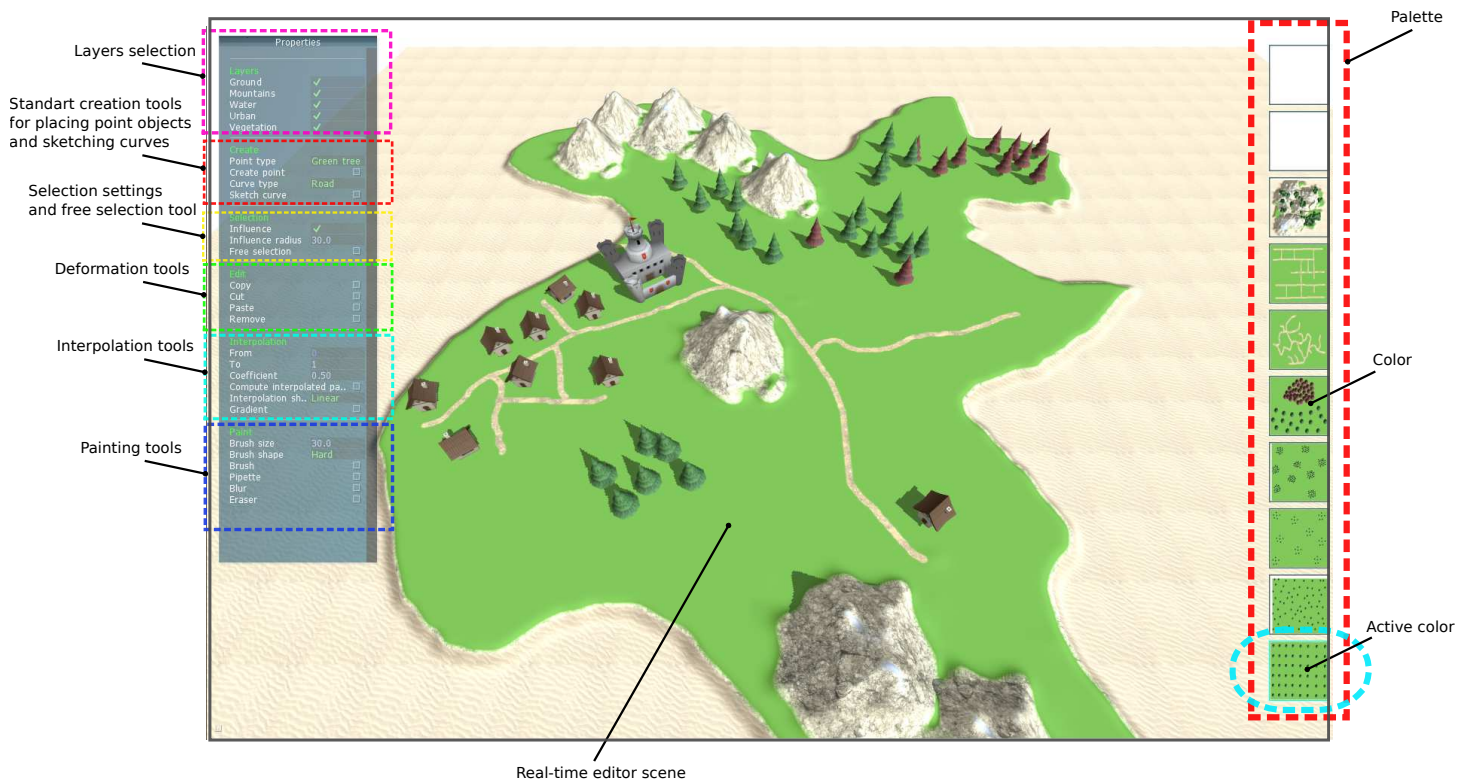 Palette
Layers selection
Standart creation tools
for placing point objects
and sketching curves
Selection settings
and free selection tool
Deformation tools
Interpolation tools
Painting tools
Properties
Layers
Ground
Mountains
Water
Urban
Vegetation
Create
Point type Green tree
Create point
Curve type Road
Sketch curve
Selection
Influence
Influence radius 30.0
Free selection
Edit
Copy
Cut
Paste
Remove
Interpolation
From 0
To 1
Coefficient 0.50
Compute interpolated pa..
Interpolation sh.. Linear
Gradient
Paint
Brush size 30.0
Brush shape Hard
Brush
Pipette
Blur
Eraser
Color
Active color
Real-time editor scene